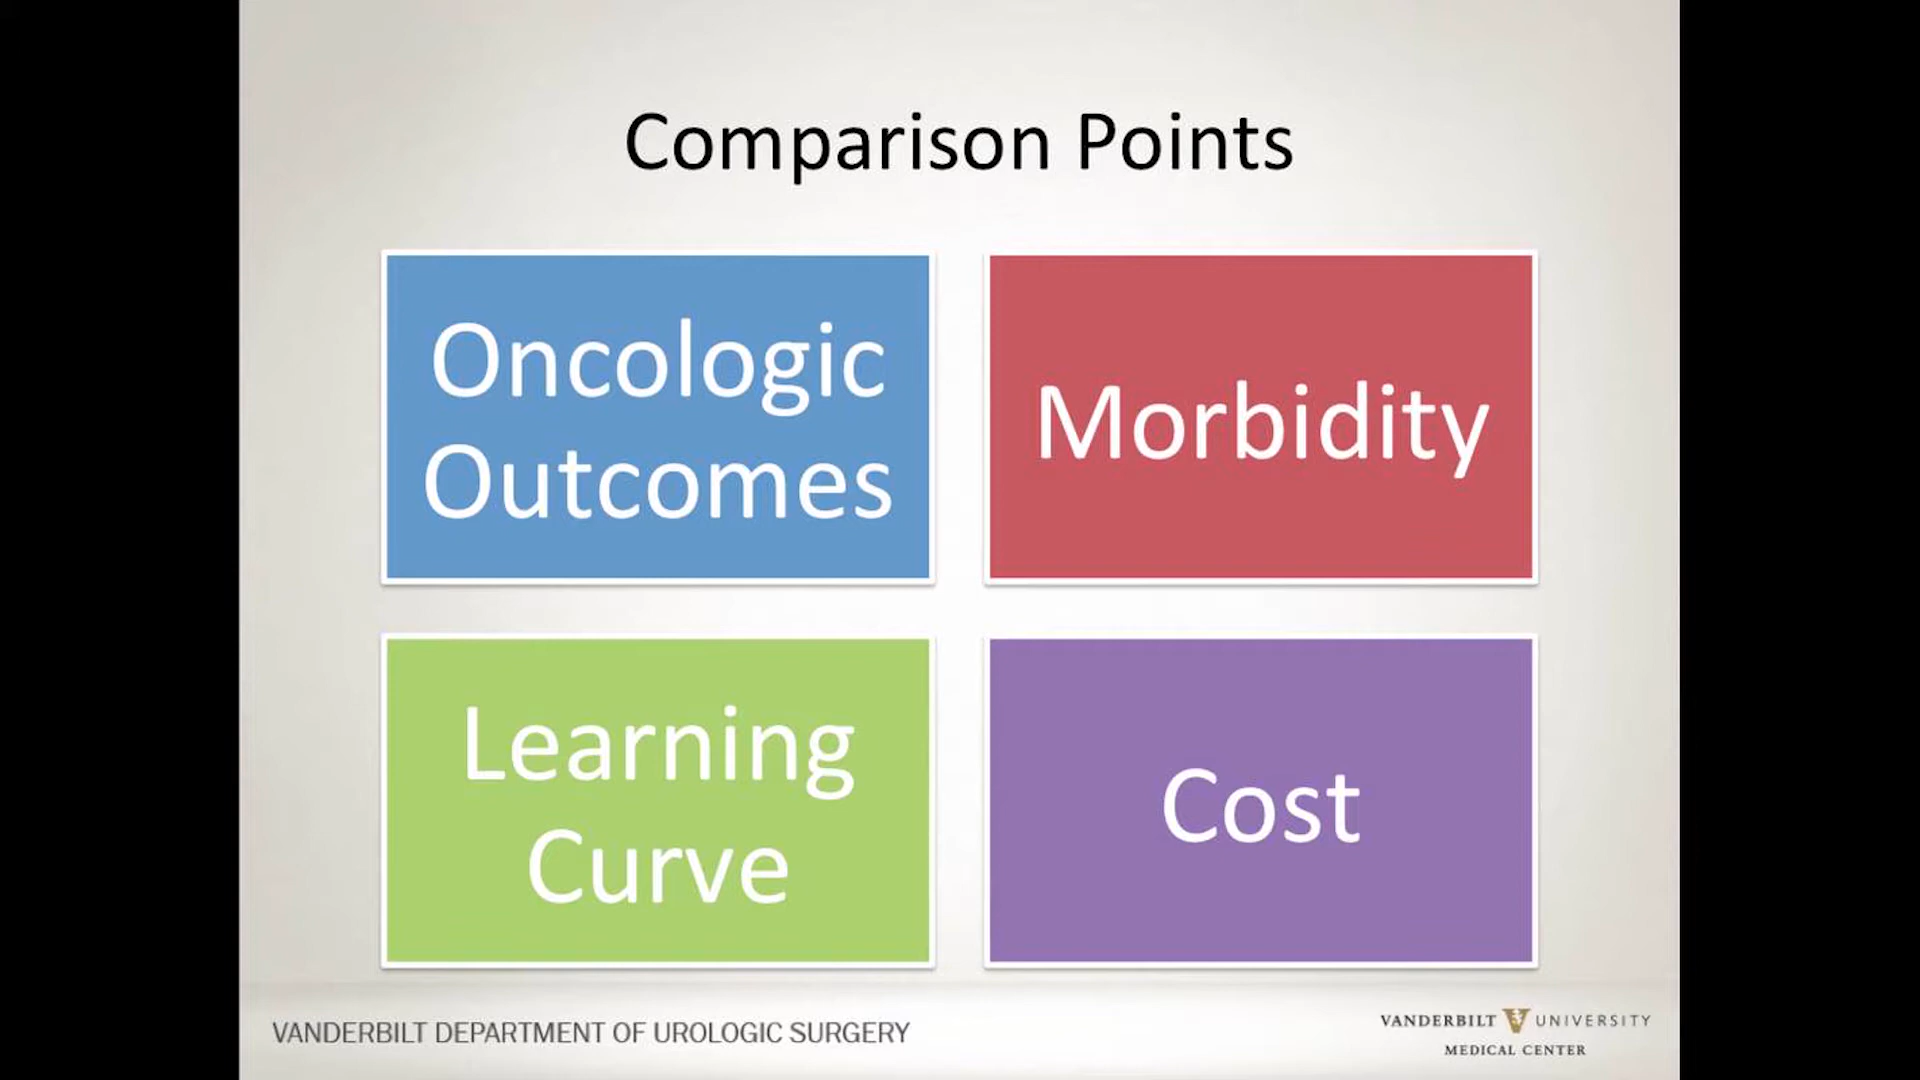 Comparison Points
Oncologic
Outcomes
Morbidity
Learning
Curve
Cost
VANDERBILT DEPARTMENT OF UROLOGIC SURGERY
VANDERBILT UNIVERSITY
MEDICAL CENTER